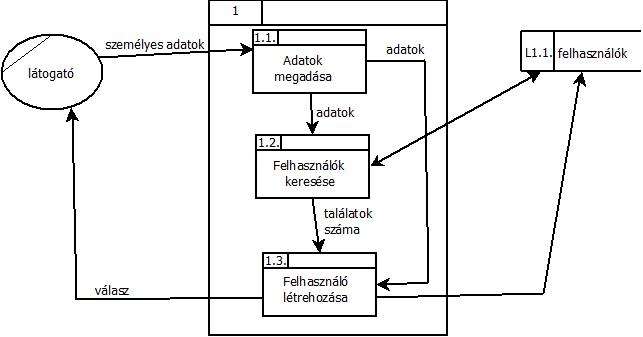 1
személyes adatok
látogató
1.1.
Adatok
megadása
adatok
L1.1.
felhasználók
adatok
1.2.
Felhasználók
keresése
találatok
száma
1.3.
Felhasználó
létrehozása
válasz